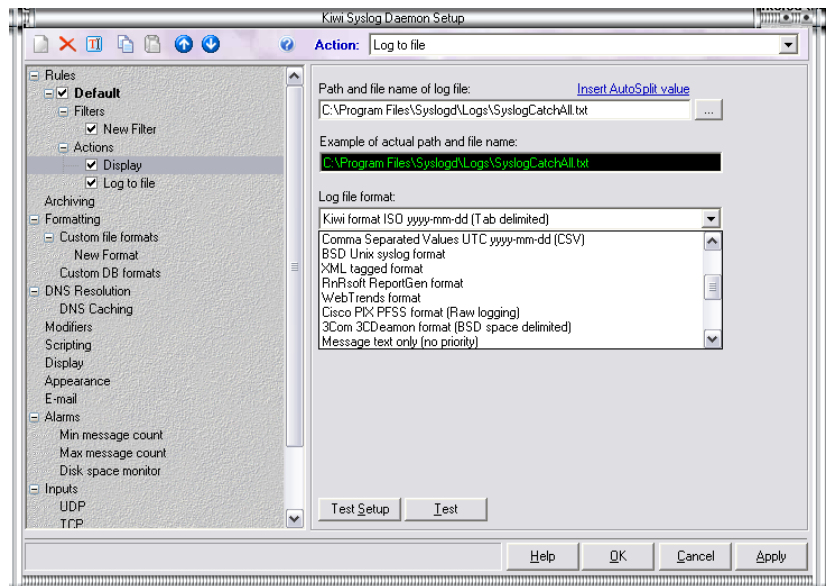 Kiwi Syslog Daemon Setup
Action: Log to file
Rules
Default
Filters
New Filter
Actions
Display
Log to file
Archiving
Formatting
Custom file formats
New Format
Custom DB formats
DNS Resolution
DNS Caching
Modifiers
Scripting
Display
Appearance
E-mail
Alarms
Min message count
Max message count
Disk space monitor
Inputs
UDP
TCP
Path and file name of log file: Insert AutoSplit value
C:\Program Files\Syslogd\Logs\SyslogCatchAll.txt ...
Example of actual path and file name:
C:\Program Files\Syslogd\Logs\SyslogCatchAll.txt
Log file format:
Kiwi format ISO yyyy-mm-dd (Tab delimited)
Comma Separated Values UTC yyyy-mm-dd (CSV)
BSD Unix syslog format
XML tagged format
RnRsoft ReportGen format
WebTrends format
Cisco PIX PFSS format (Raw logging)
3Com 3CDeamon format (BSD space delimited)
Message text only (no priority)
Test Setup Test
Help OK Cancel Apply